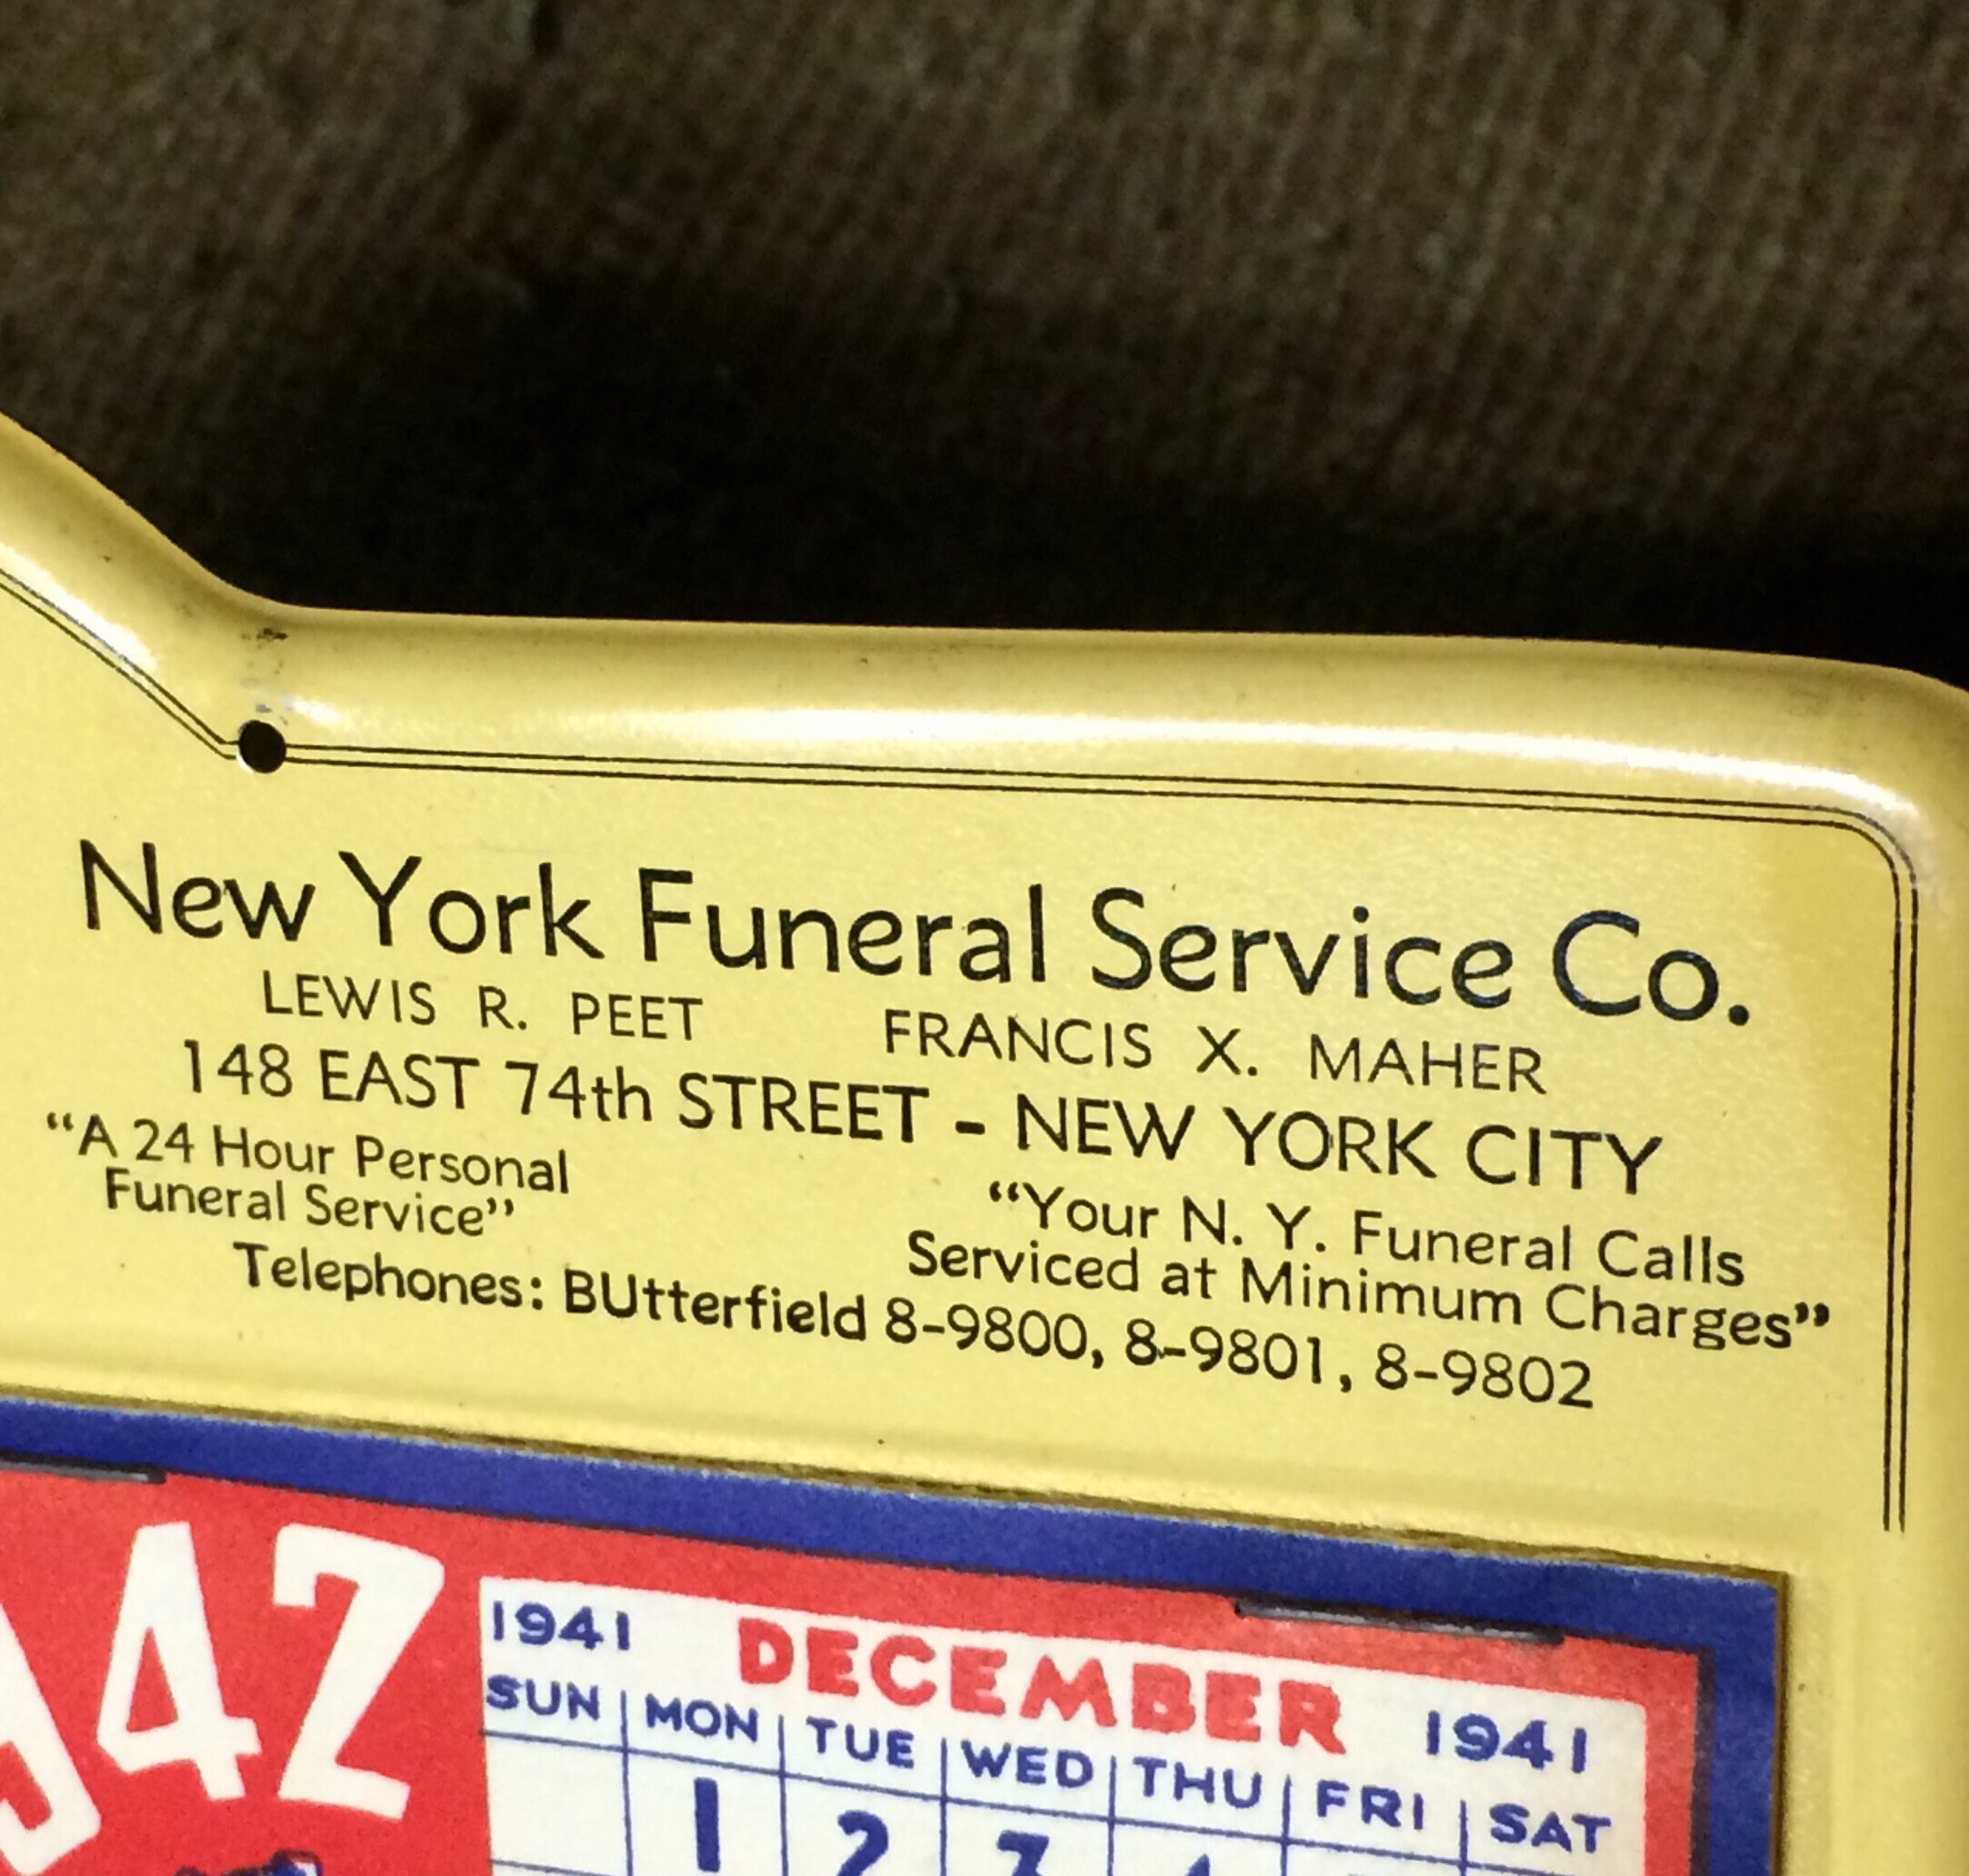 New York Funeral Service Co.
LEWIS R. PEET FRANCIS X. MAHER
148 EAST 74th STREET - NEW YORK CITY
“A 24 Hour Personal
Funeral Service”
“Your N. Y. Funeral Calls
Serviced at Minimum Charges”
Telephones: BUtterfield 8-9800, 8-9801, 8-9802
942
1941 DECEMBER 1941
SUN MON TUE WED THU FRI SAT
1 2 3